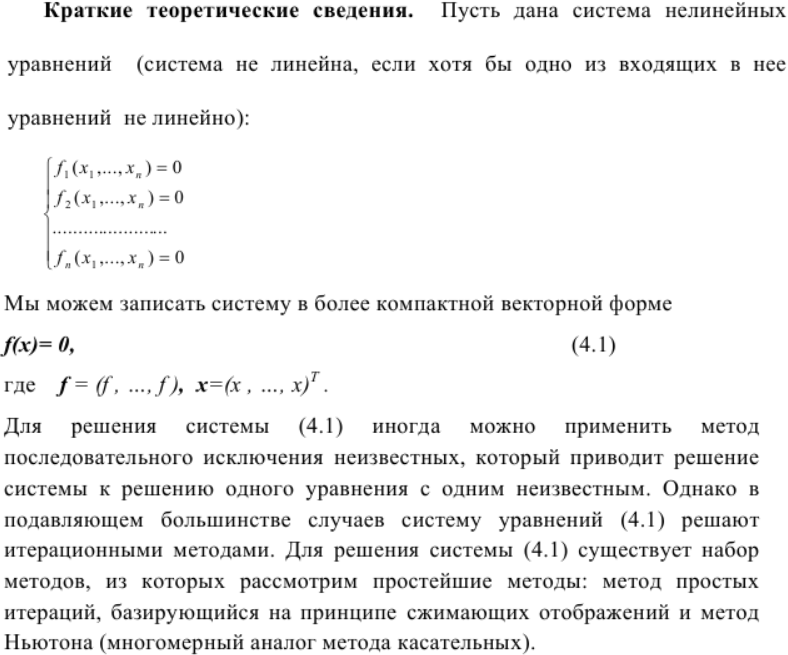 Краткие теоретические сведения. Пусть дана система нелинейных
уравнений (система не линейна, если хотя бы одно из входящих в нее
уравнений не линейно):
f₁(x₁,...,xₙ) = 0
f₂(x₁,...,xₙ) = 0
.......................
fₙ(x₁,...,xₙ) = 0
Мы можем записать систему в более компактной векторной форме
f(x)= 0, (4.1)
где f = (f , ..., f ), x=(x , ..., x)ᵀ .
Для решения системы (4.1) иногда можно применить метод
последовательного исключения неизвестных, который приводит решение
системы к решению одного уравнения с одним неизвестным. Однако в
подавляющем большинстве случаев систему уравнений (4.1) решают
итерационными методами. Для решения системы (4.1) существует набор
методов, из которых рассмотрим простейшие методы: метод простых
итераций, базирующийся на принципе сжимающих отображений и метод
Ньютона (многомерный аналог метода касательных).